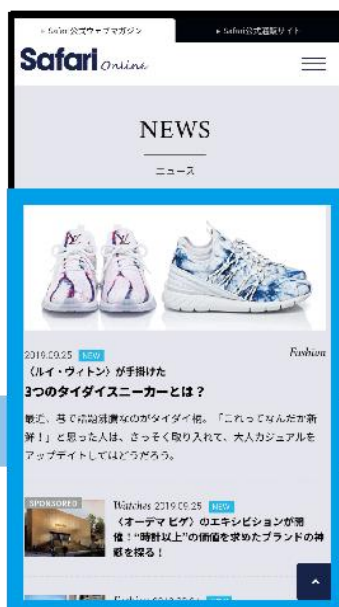 ▸ Safari公式ウェブマガジン
▸ Safari公式通販サイト
Safari Online
NEWS
ニュース
2019.09.25 NEW
Fashion
〈ルイ・ヴィトン〉が手掛けた
3つのタイダイスニーカーとは？
最近、巷で話題沸騰なのがタイダイ柄。「これってなんだか新
鮮！」と思った人は、さっそく取り入れて、大人カジュアルを
アップデイトしてはどうだろう。
SPONSORED
Watches 2019.09.25 NEW
〈オーデマ ピゲ〉のエキシビションが開
催！“時計以上”の価値を求めたブランドの神
髄を探る！
Fashion